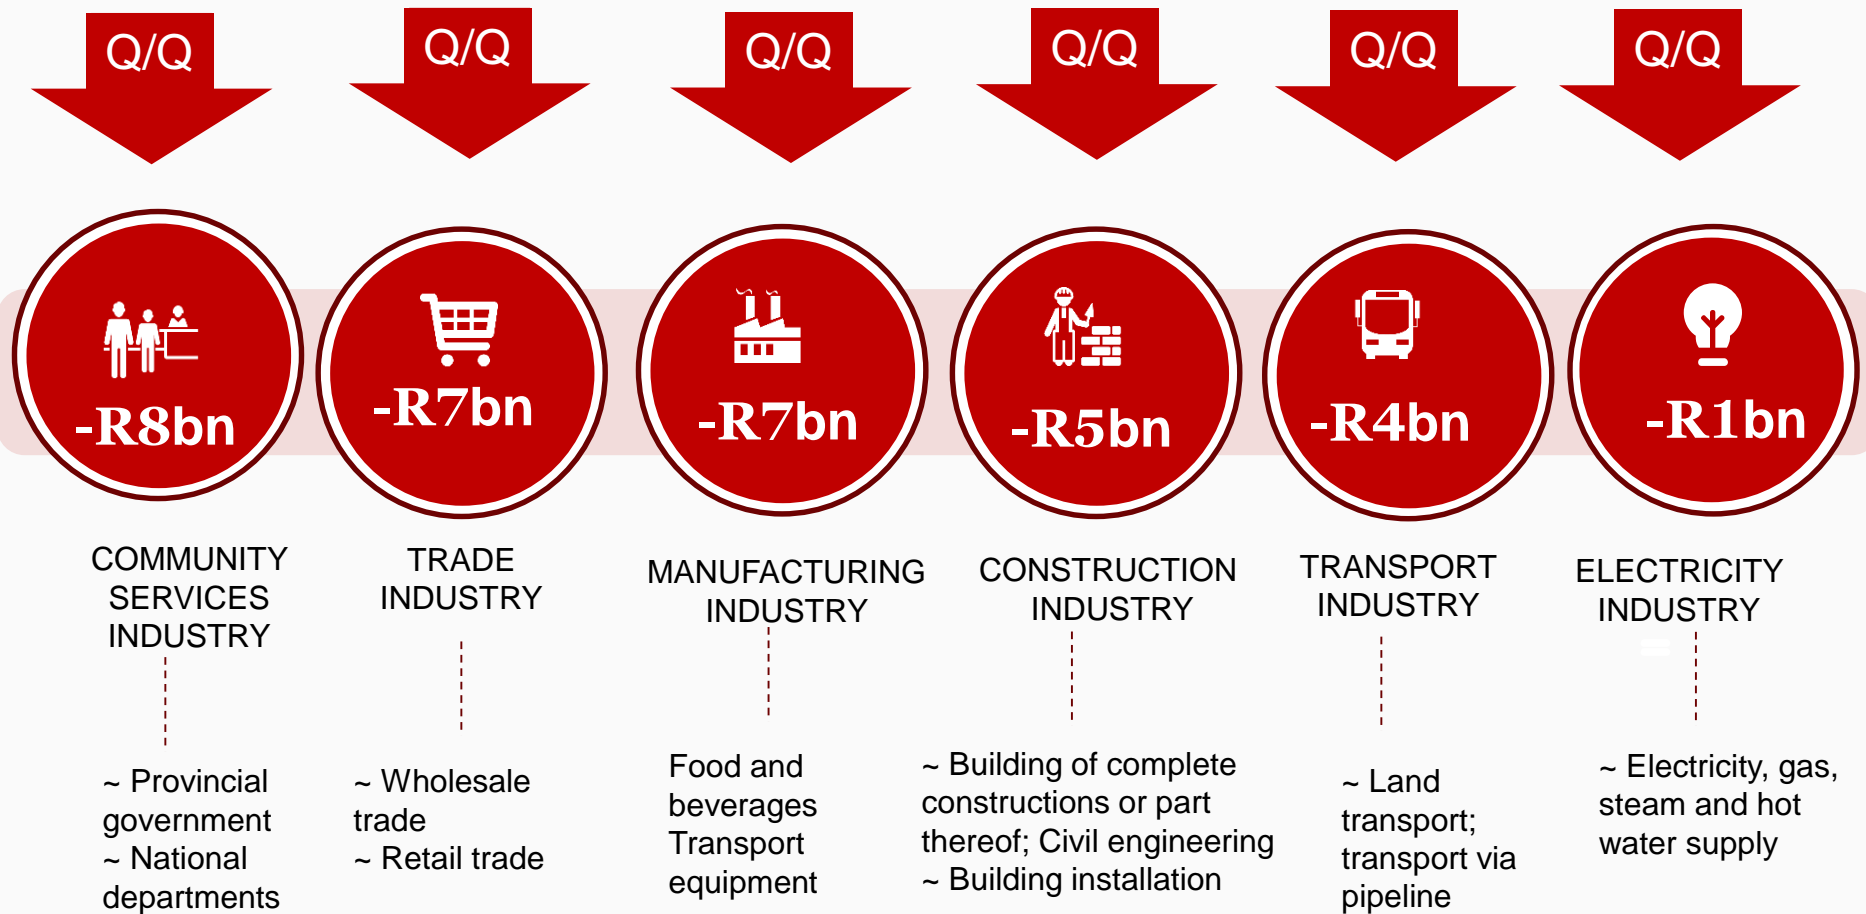 Q/Q
Q/Q
Q/Q
Q/Q
Q/Q
Q/Q
-R8bn
-R7bn
-R7bn
-R5bn
-R4bn
-R1bn
COMMUNITY
SERVICES
INDUSTRY
TRADE
INDUSTRY
MANUFACTURING
INDUSTRY
CONSTRUCTION
INDUSTRY
TRANSPORT
INDUSTRY
ELECTRICITY
INDUSTRY
~ Provincial
government
~ National
departments
~ Wholesale
trade
~ Retail trade
Food and
beverages
Transport
equipment
~ Building of complete
constructions or part
thereof; Civil engineering
~ Building installation
~ Land
transport;
transport via
pipeline
~ Electricity, gas,
steam and hot
water supply